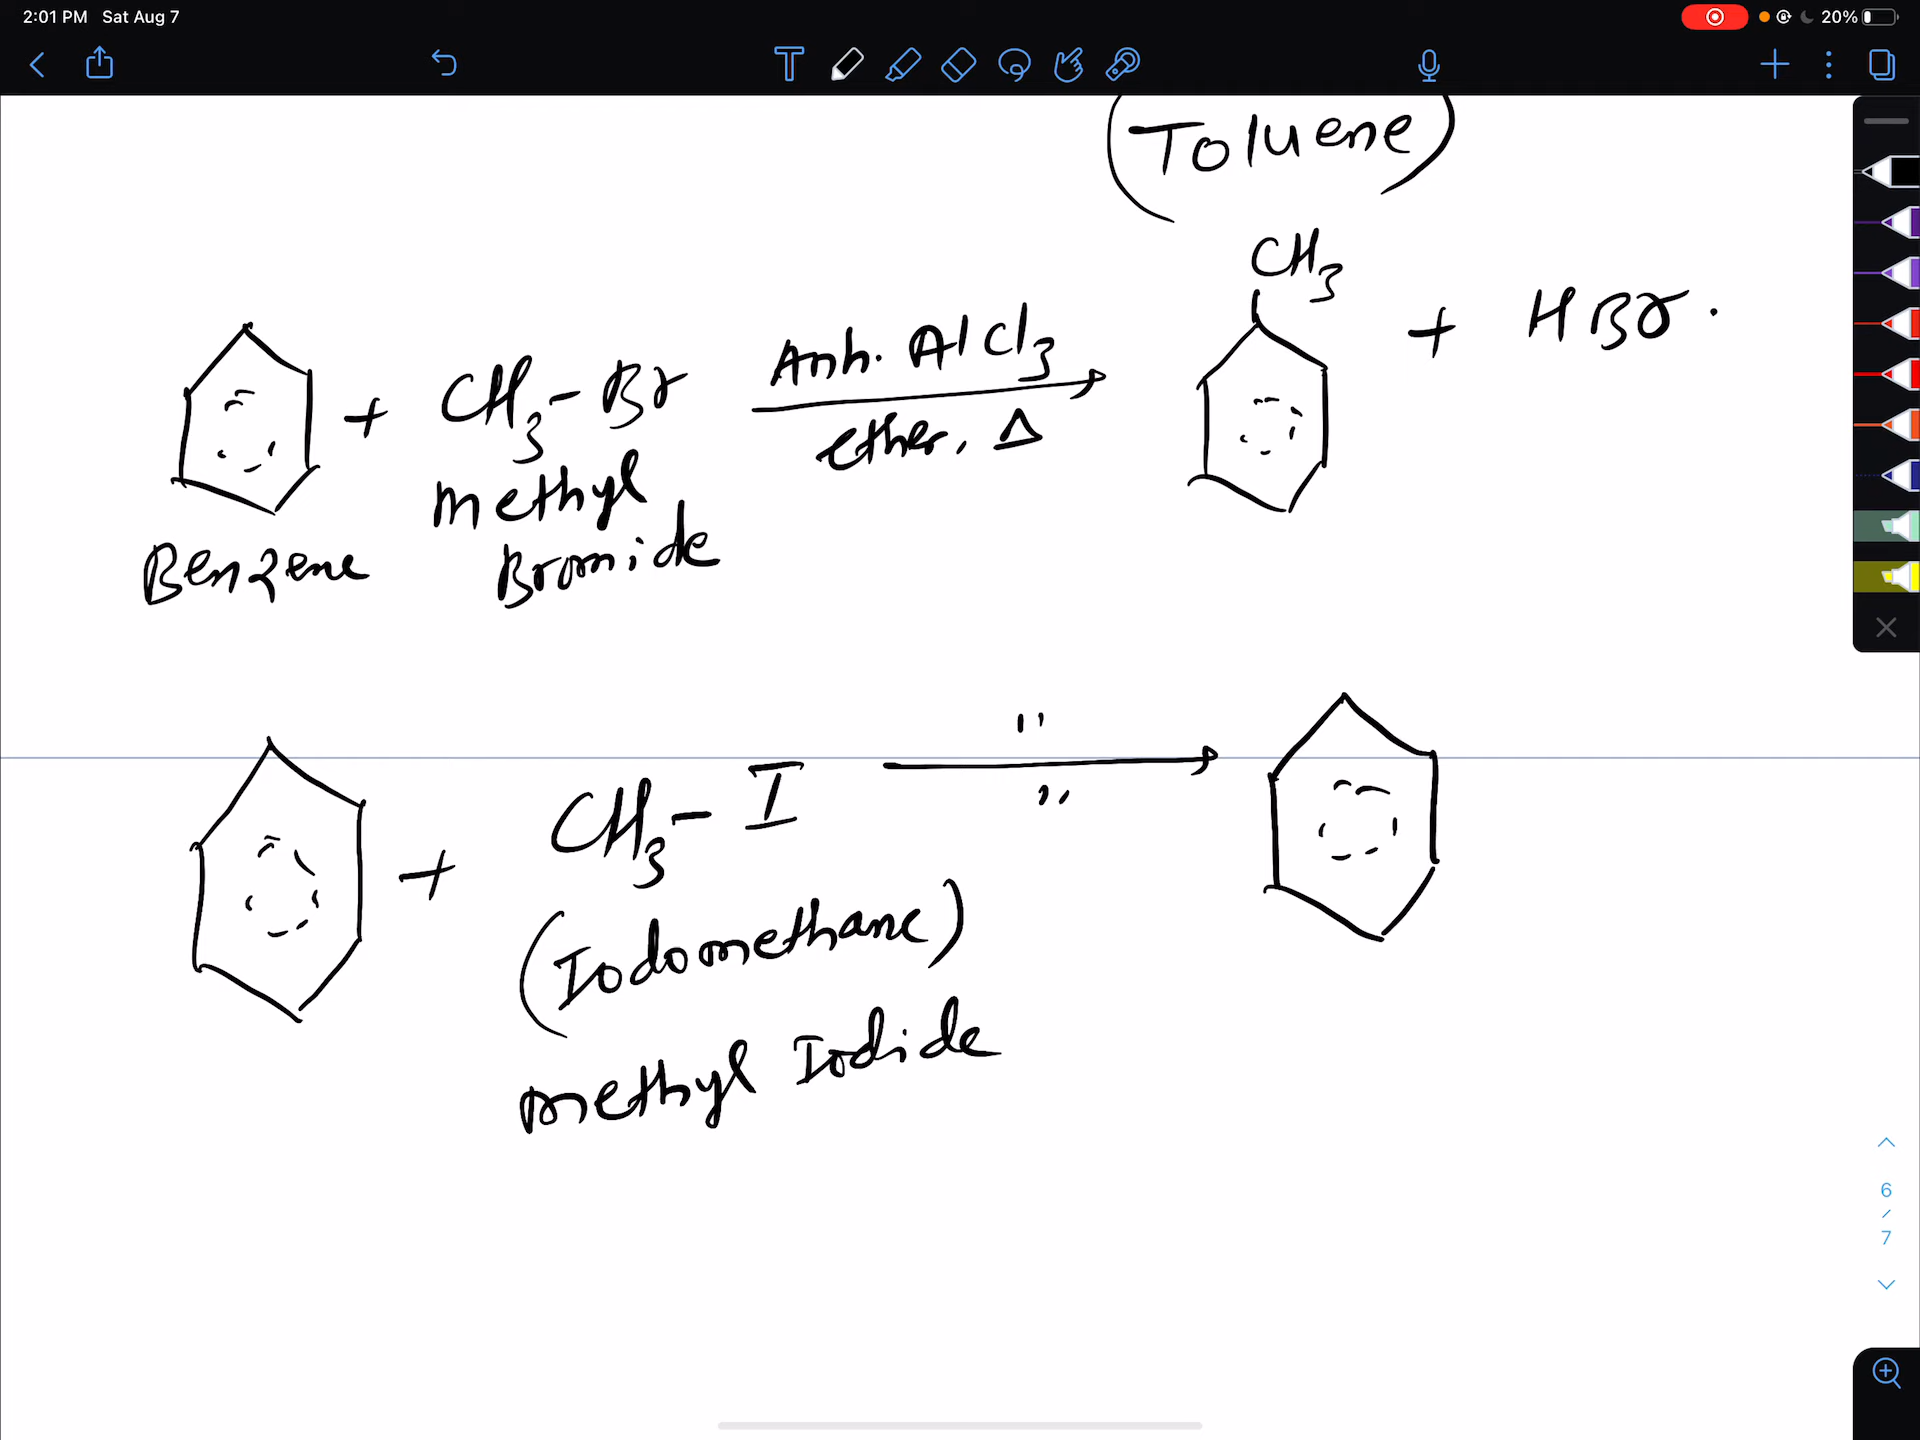 2:01 PM Sat Aug 7
20%
(Toluene)
CH3
+ CH3-Br Anh. AlCl3 + HBr.
ether, Δ
Methyl
Bromide
Benzene
+ CH3-I "
"
(Iodomethane)
methyl Iodide
6
/
7